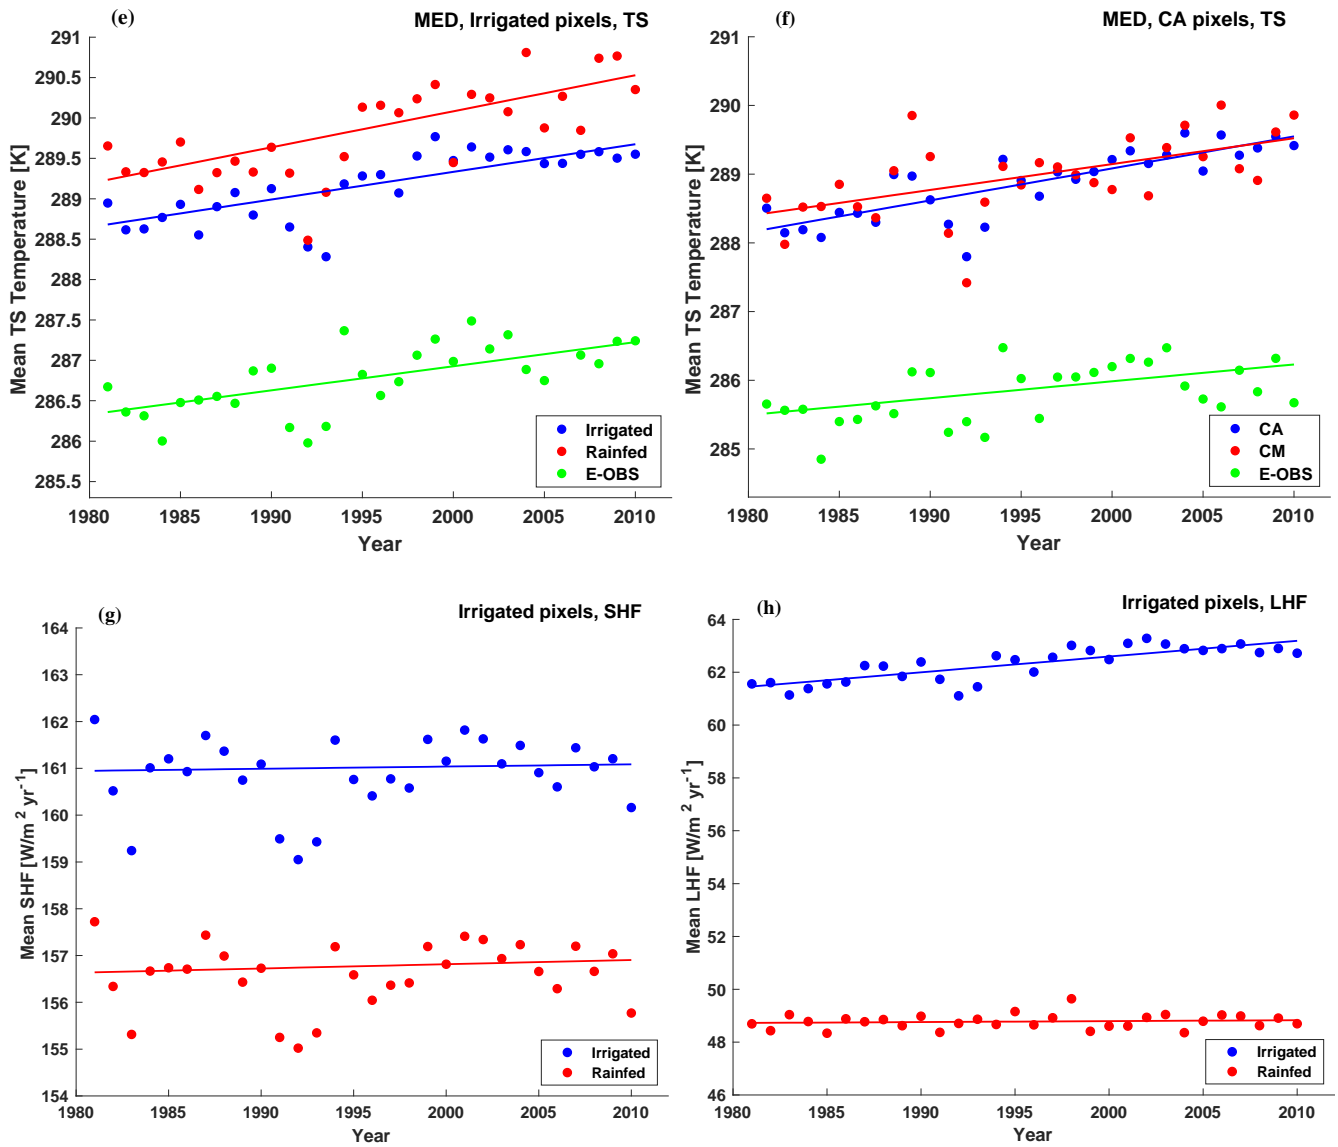 (e)
MED, Irrigated pixels, TS
Mean TS Temperature [K]
291
290.5
290
289.5
289
288.5
288
287.5
287
286.5
286
285.5
1980 1985 1990 1995 2000 2005 2010
Year
Irrigated
Rainfed
E-OBS
(f)
MED, CA pixels, TS
Mean TS Temperature [K]
291
290
289
288
287
286
285
1980 1985 1990 1995 2000 2005 2010
Year
CA
CM
E-OBS
(g)
Irrigated pixels, SHF
Mean SHF [W/m² yr⁻¹]
164
163
162
161
160
159
158
157
156
155
154
1980 1985 1990 1995 2000 2005 2010
Year
Irrigated
Rainfed
(h)
Irrigated pixels, LHF
Mean LHF [W/m² yr⁻¹]
64
62
60
58
56
54
52
50
48
46
1980 1985 1990 1995 2000 2005 2010
Year
Irrigated
Rainfed